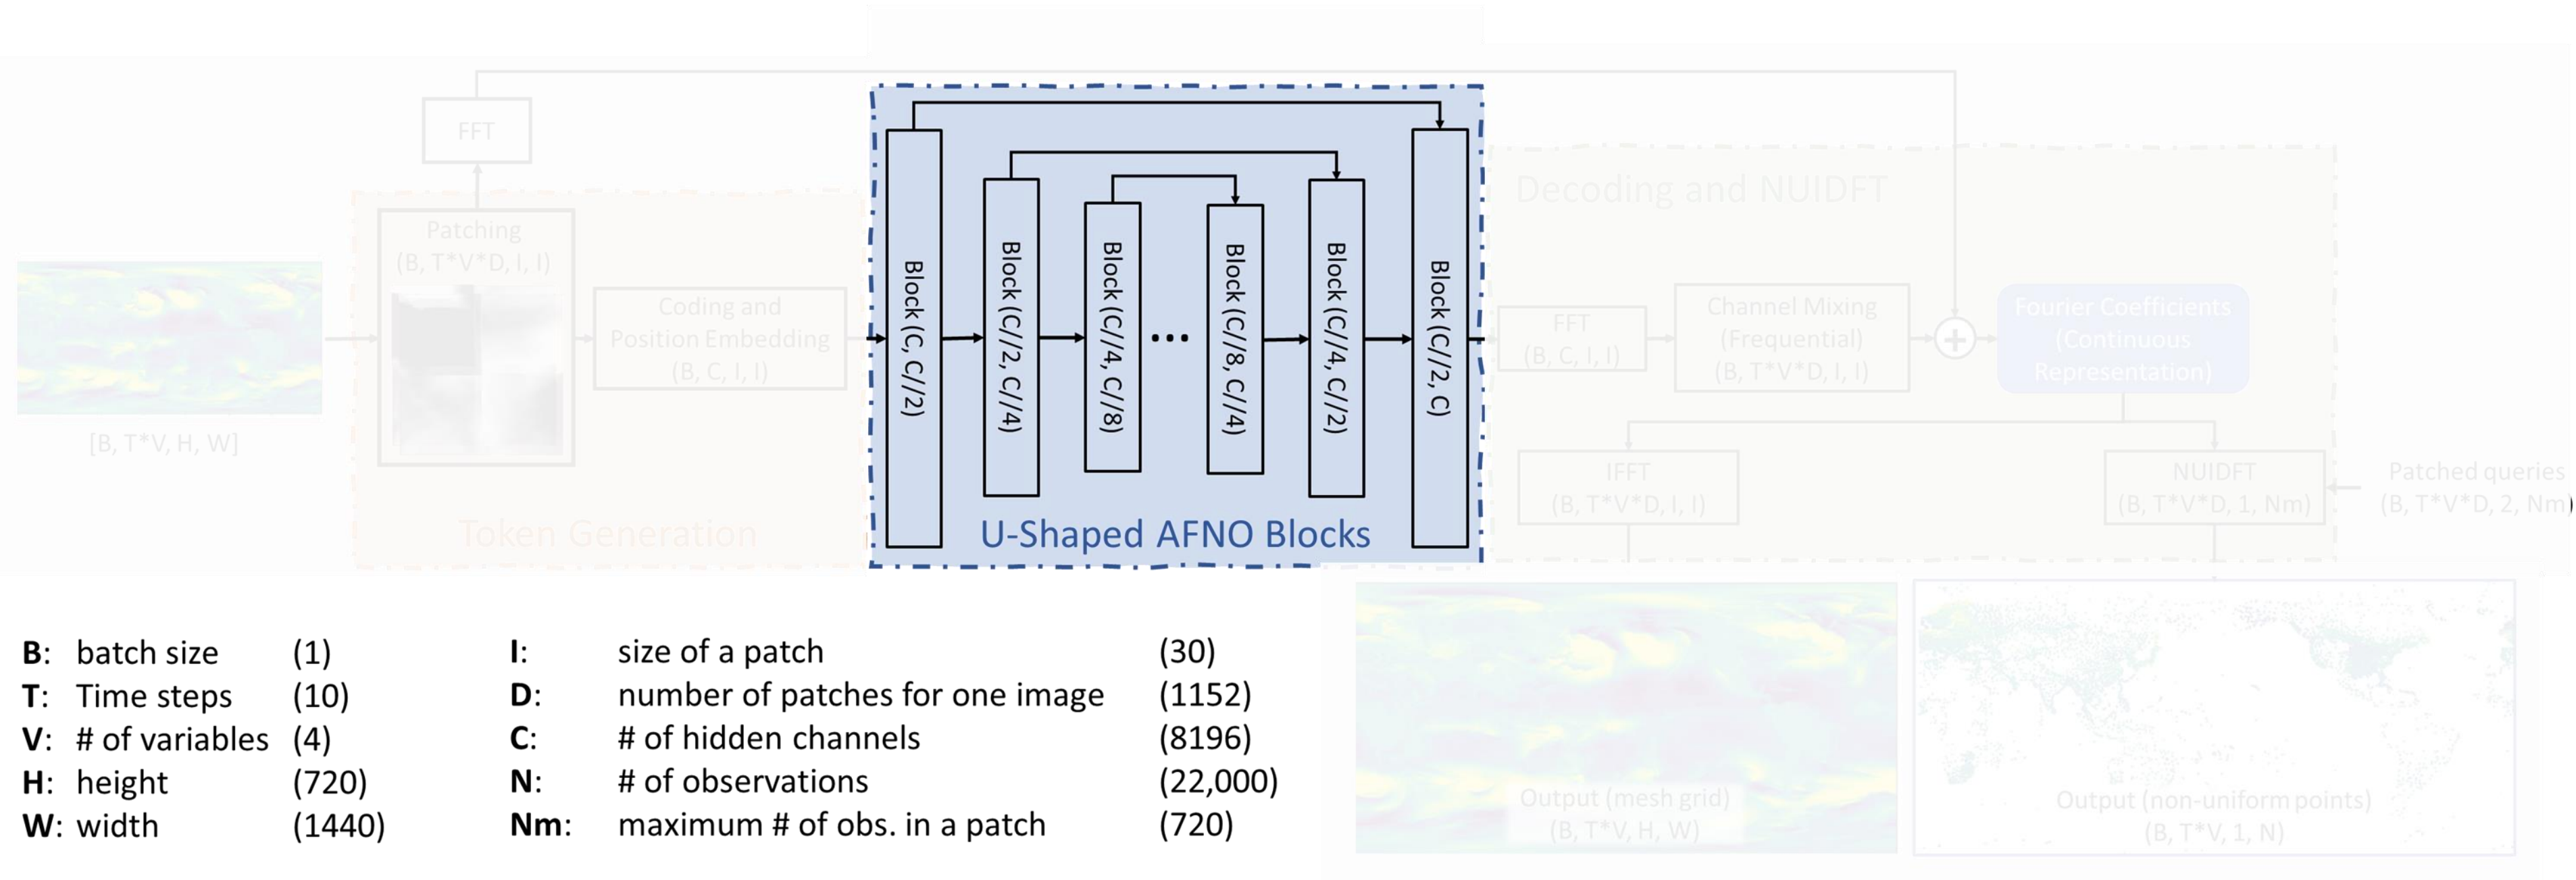 FFT
Patching
(B, T*V*D, I, I)
Coding and
Position Embedding
(B, C, I, I)
[B, T*V, H, W]
Token Generation
Block (C, C//2)
Block (C//2, C//4)
Block (C//4, C//8)
...
Block (C//8, C//4)
Block (C//4, C//2)
Block (C//2, C)
U-Shaped AFNO Blocks
Decoding and NUIDFT
FFT
(B, C, I, I)
Channel Mixing
(Frequential)
(B, T*V*D, I, I)
+
Fourier Coefficients
(Continuous
Representation)
IFFT
(B, T*V*D, I, I)
NUIDFT
(B, T*V*D, 1, Nm)
Patched queries
(B, T*V*D, 2, Nm)
Output (mesh grid)
(B, T*V, H, W)
Output (non-uniform points)
(B, T*V, 1, N)
B: batch size (1)
T: Time steps (10)
V: # of variables (4)
H: height (720)
W: width (1440)
I: size of a patch (30)
D: number of patches for one image (1152)
C: # of hidden channels (8196)
N: # of observations (22,000)
Nm: maximum # of obs. in a patch (720)